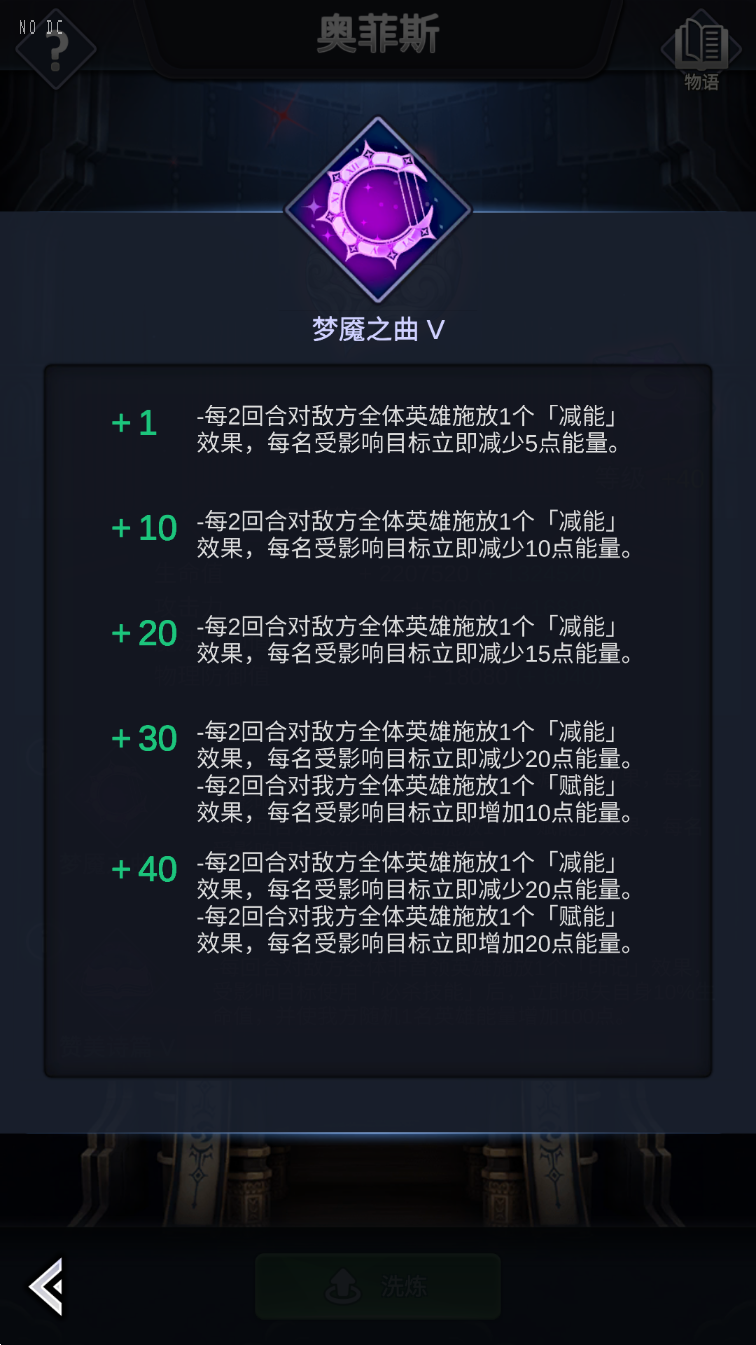 NO DC
奥菲斯
?
物语
梦魇之曲 V
+1
-每2回合对敌方全体英雄施放1个「减能」
效果，每名受影响目标立即减少5点能量。
+10
-每2回合对敌方全体英雄施放1个「减能」
效果，每名受影响目标立即减少10点能量。
+20
-每2回合对敌方全体英雄施放1个「减能」
效果，每名受影响目标立即减少15点能量。
+30
-每2回合对敌方全体英雄施放1个「减能」
效果，每名受影响目标立即减少20点能量。
-每2回合对我方全体英雄施放1个「赋能」
效果，每名受影响目标立即增加10点能量。
+40
-每2回合对敌方全体英雄施放1个「减能」
效果，每名受影响目标立即减少20点能量。
-每2回合对我方全体英雄施放1个「赋能」
效果，每名受影响目标立即增加20点能量。
洗炼